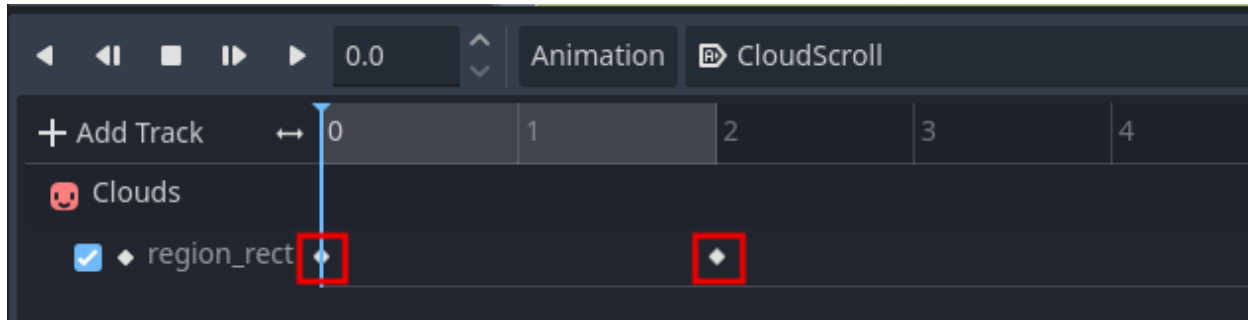 0.0 Animation CloudScroll
+ Add Track 0 1 2 3 4
Clouds
region_rect